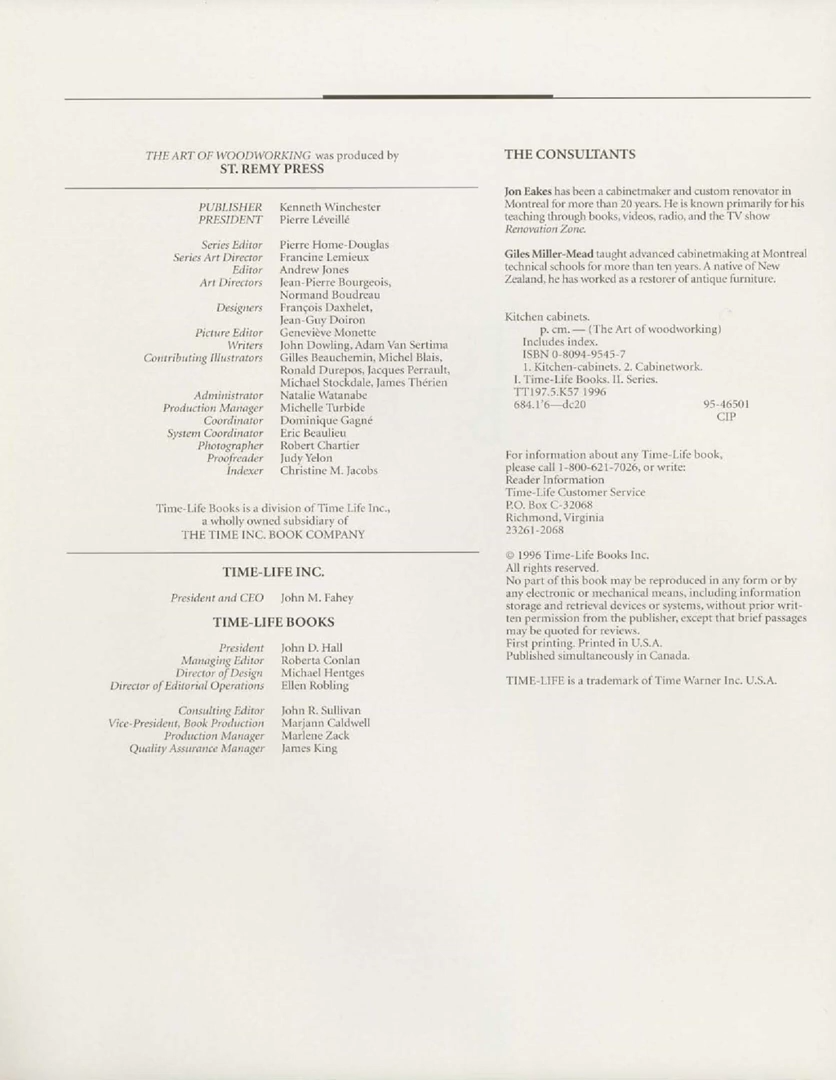 THE ART OF WOODWORKING was produced by
ST. REMY PRESS
PUBLISHER Kenneth Winchester
PRESIDENT Pierre Léveillé
Series Editor Pierre Home-Douglas
Series Art Director Francine Lemieux
Editor Andrew Jones
Art Directors Jean-Pierre Bourgeois,
Normand Boudreau
Designers François Daxhelet,
Jean-Guy Doiron
Picture Editor Geneviève Monette
Writers John Dowling, Adam Van Sertima
Contributing Illustrators Gilles Beauchemin, Michel Blais,
Ronald Durepos, Jacques Perrault,
Michael Stockdale, James Thérien
Administrator Natalie Watanabe
Production Manager Michelle Turbide
Coordinator Dominique Gagné
System Coordinator Eric Beaulieu
Photographer Robert Chartier
Proofreader Judy Yelon
Indexer Christine M. Jacobs
Time-Life Books is a division of Time Life Inc.,
a wholly owned subsidiary of
THE TIME INC. BOOK COMPANY
TIME-LIFE INC.
President and CEO John M. Fahey
TIME-LIFE BOOKS
President John D. Hall
Managing Editor Roberta Conlan
Director of Design Michael Hentges
Director of Editorial Operations Ellen Robling
Consulting Editor John R. Sullivan
Vice-President, Book Production Marjann Caldwell
Production Manager Marlene Zack
Quality Assurance Manager James King
THE CONSULTANTS
Jon Eakes has been a cabinetmaker and custom renovator in
Montreal for more than 20 years. He is known primarily for his
teaching through books, videos, radio, and the TV show
Renovation Zone.
Giles Miller-Mead taught advanced cabinetmaking at Montreal
technical schools for more than ten years. A native of New
Zealand, he has worked as a restorer of antique furniture.
Kitchen cabinets.
p. cm. — (The Art of woodworking)
Includes index.
ISBN 0-8094-9545-7
1. Kitchen-cabinets. 2. Cabinetwork.
I. Time-Life Books. II. Series.
TT197.5.K57 1996
684.1'6—dc20 95-46501
CIP
For information about any Time-Life book,
please call 1-800-621-7026, or write:
Reader Information
Time-Life Customer Service
P.O. Box C-32068
Richmond, Virginia
23261-2068
© 1996 Time-Life Books Inc.
All rights reserved.
No part of this book may be reproduced in any form or by
any electronic or mechanical means, including information
storage and retrieval devices or systems, without prior writ-
ten permission from the publisher, except that brief passages
may be quoted for reviews.
First printing. Printed in U.S.A.
Published simultaneously in Canada.
TIME-LIFE is a trademark of Time Warner Inc. U.S.A.